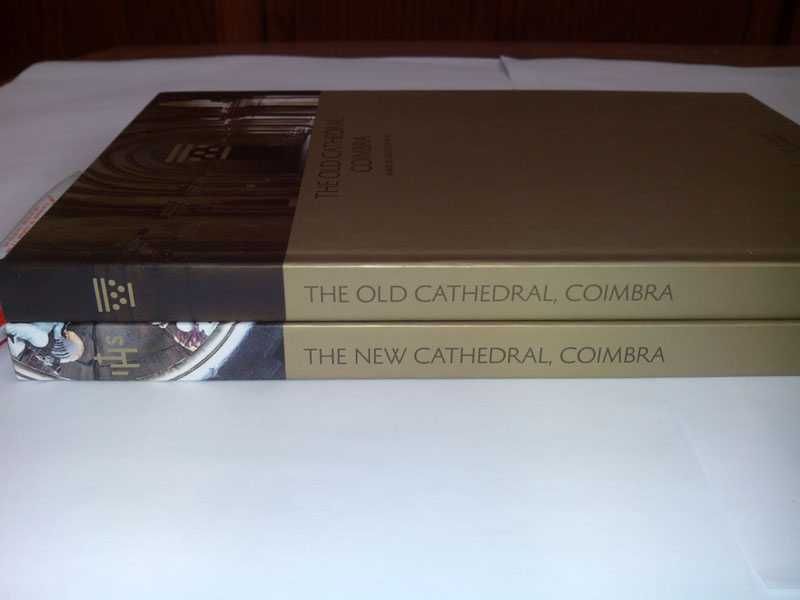 THE OLD CATHEDRAL
COIMBRA
THE OLD CATHEDRAL, COIMBRA
IHS
THE NEW CATHEDRAL, COIMBRA